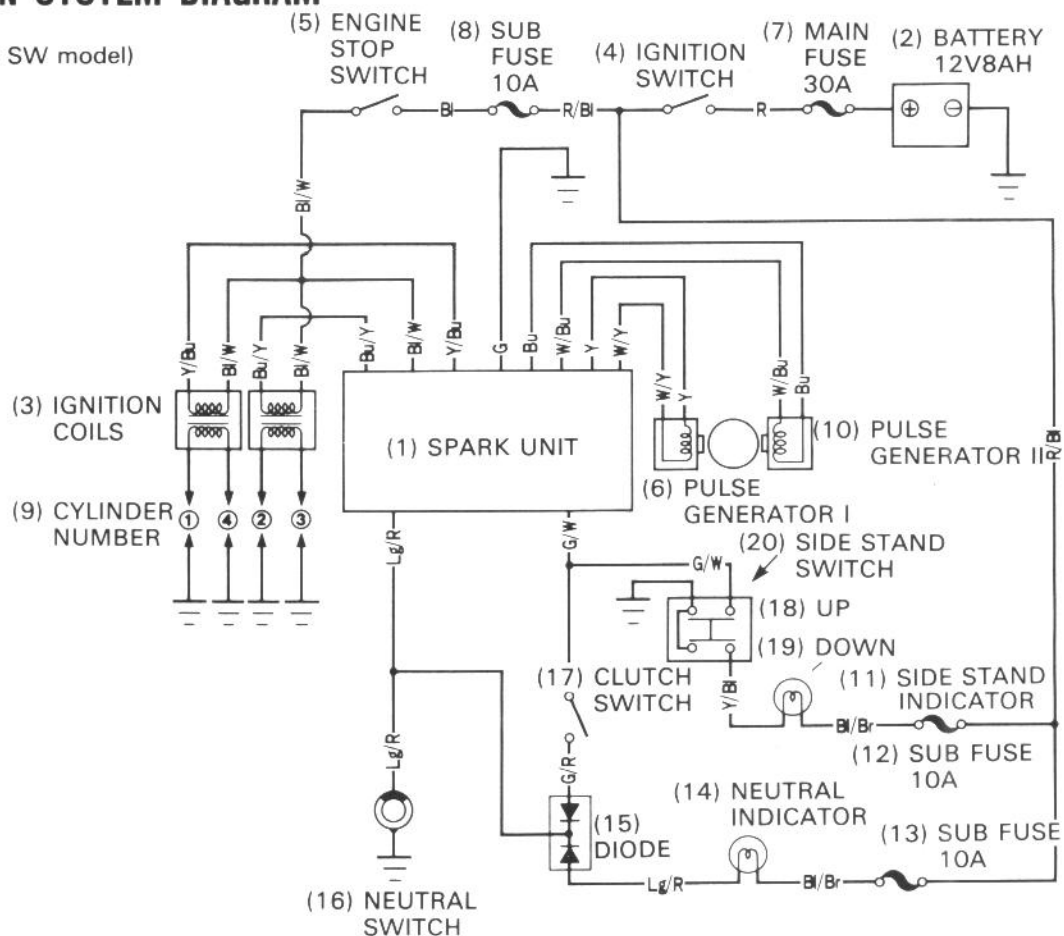 SYSTEM DIAGRAM
SW model)
(5) ENGINE
STOP
SWITCH
(8) SUB
FUSE
10A
(4) IGNITION
SWITCH
(7) MAIN
FUSE
30A
(2) BATTERY
12V8AH
Bl
R/Bl
R
⊕ ⊖
Bl/W
Y/Bu
Bl/W
Bu/Y
Bl/W
Bu/Y
Bl/W
Y/Bu
G
Bu
W/Bu
Y
W/Y
W/Y
Y
W/Bu
Bu
R/Bl
(3) IGNITION
COILS
(1) SPARK UNIT
(10) PULSE
GENERATOR II
(6) PULSE
GENERATOR I
(9) CYLINDER
NUMBER
① ④ ② ③
Lg/R
G/W
G/W
(20) SIDE STAND
SWITCH
(18) UP
(19) DOWN
(17) CLUTCH
SWITCH
Y/Bl
(11) SIDE STAND
INDICATOR
Bl/Br
(12) SUB FUSE
10A
Lg/R
G/R
(14) NEUTRAL
INDICATOR
(15)
DIODE
(13) SUB FUSE
10A
Lg/R
Bl/Br
(16) NEUTRAL
SWITCH